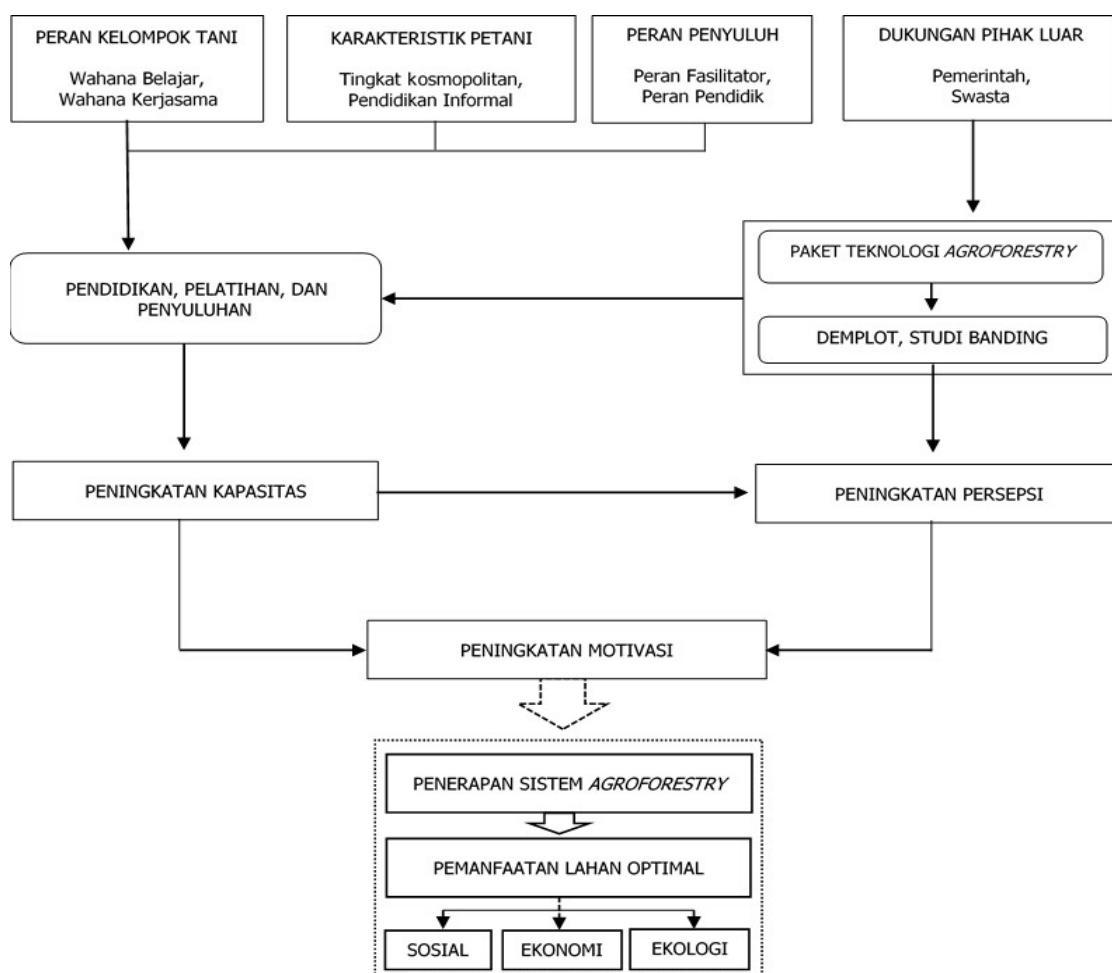 PERAN KELOMPOK TANI
Wahana Belajar,
Wahana Kerjasama
KARAKTERISTIK PETANI
Tingkat kosmopolitan,
Pendidikan Informal
PERAN PENYULUH
Peran Fasilitator,
Peran Pendidik
DUKUNGAN PIHAK LUAR
Pemerintah,
Swasta
PAKET TEKNOLOGI AGROFORESTRY
DEMPLOT, STUDI BANDING
PENDIDIKAN, PELATIHAN, DAN
PENYULUHAN
PENINGKATAN KAPASITAS
PENINGKATAN PERSEPSI
PENINGKATAN MOTIVASI
PENERAPAN SISTEM AGROFORESTRY
PEMANFAATAN LAHAN OPTIMAL
SOSIAL
EKONOMI
EKOLOGI